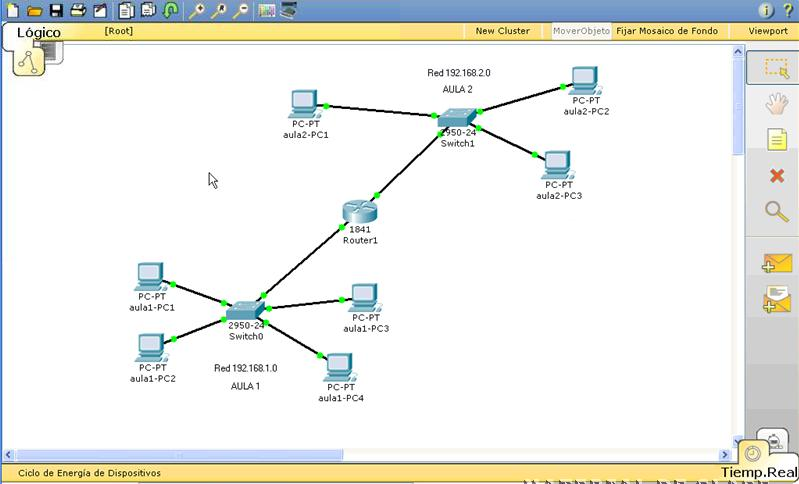 Lógico
[Root]
New Cluster
MoverObjeto
Fijar Mosaico de Fondo
Viewport
Red 192.168.2.0
AULA 2
PC-PT
aula2-PC1
PC-PT
aula2-PC2
2950-24
Switch1
PC-PT
aula2-PC3
1841
Router1
PC-PT
aula1-PC1
PC-PT
aula1-PC3
2950-24
Switch0
PC-PT
aula1-PC2
Red 192.168.1.0
AULA 1
PC-PT
aula1-PC4
Ciclo de Energía de Dispositivos
Tiemp.Real